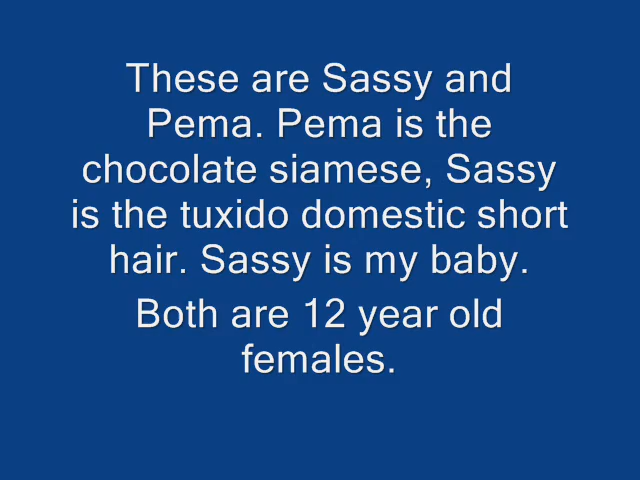 These are Sassy and
Pema. Pema is the
chocolate siamese, Sassy
is the tuxido domestic short
hair. Sassy is my baby.
Both are 12 year old
females.